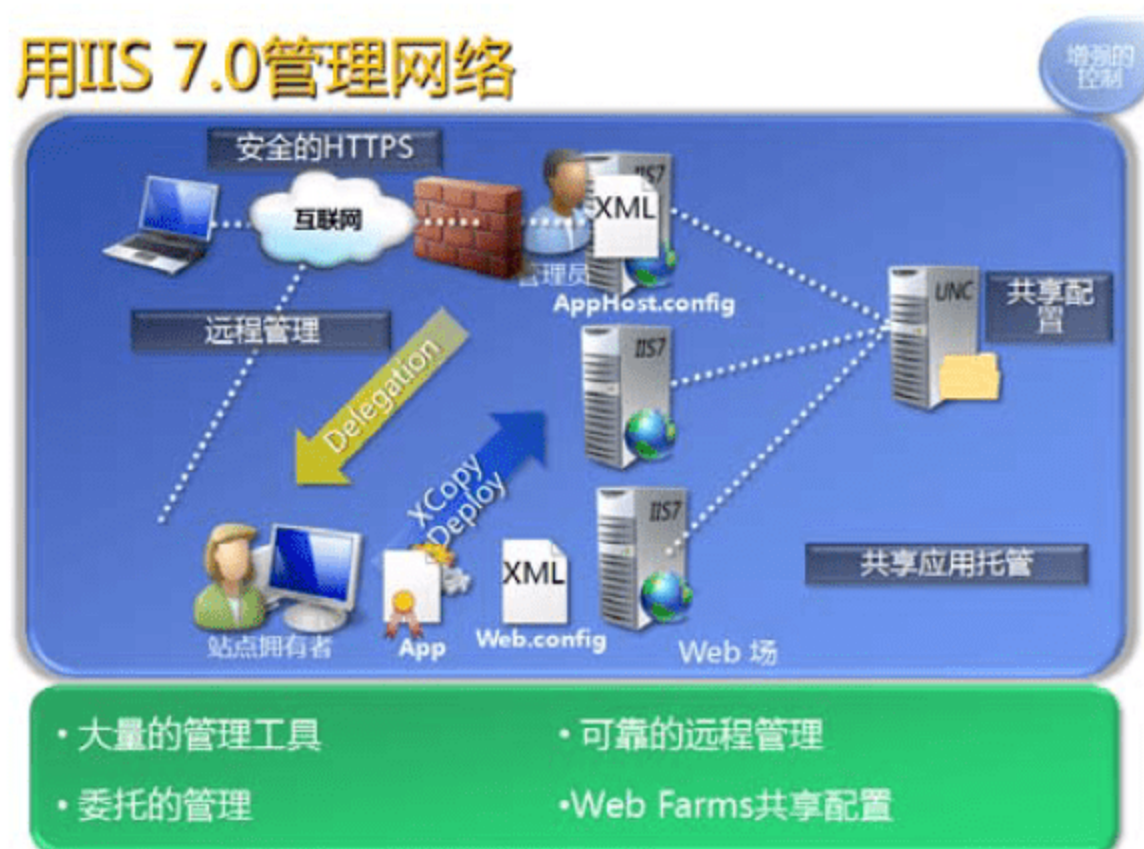 用IIS 7.0管理网络
增强的
控制
安全的HTTPS
互联网
IIS7
XML
管理员
AppHost.config
UNC
共享配
置
远程管理
Delegation
IIS7
XCopy
Deploy
IIS7
XML
共享应用托管
站点拥有者
App
Web.config
Web 场
• 大量的管理工具
• 可靠的远程管理
• 委托的管理
•Web Farms共享配置